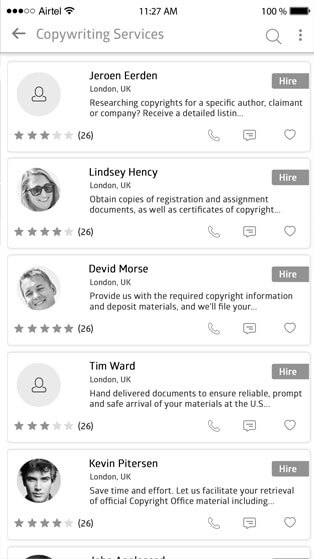 Airtel 11:27 AM 100 %
Copywriting Services
Jeroen Eerden
Hire
London, UK
Researching copyrights for a specific author, claimant
or company? Receive a detailed listin...
(26)
Lindsey Hency
Hire
London, UK
Obtain copies of registration and assignment
documents, as well as certificates of copyright...
(26)
Devid Morse
Hire
London, UK
Provide us with the required copyright information
and deposit materials, and we'll file your...
(26)
Tim Ward
Hire
London, UK
Hand delivered documents to ensure reliable, prompt
and safe arrival of your materials at the U.S...
(26)
Kevin Pitersen
Hire
London, UK
Save time and effort. Let us facilitate your retrieval
of official Copyright Office material including...
(26)